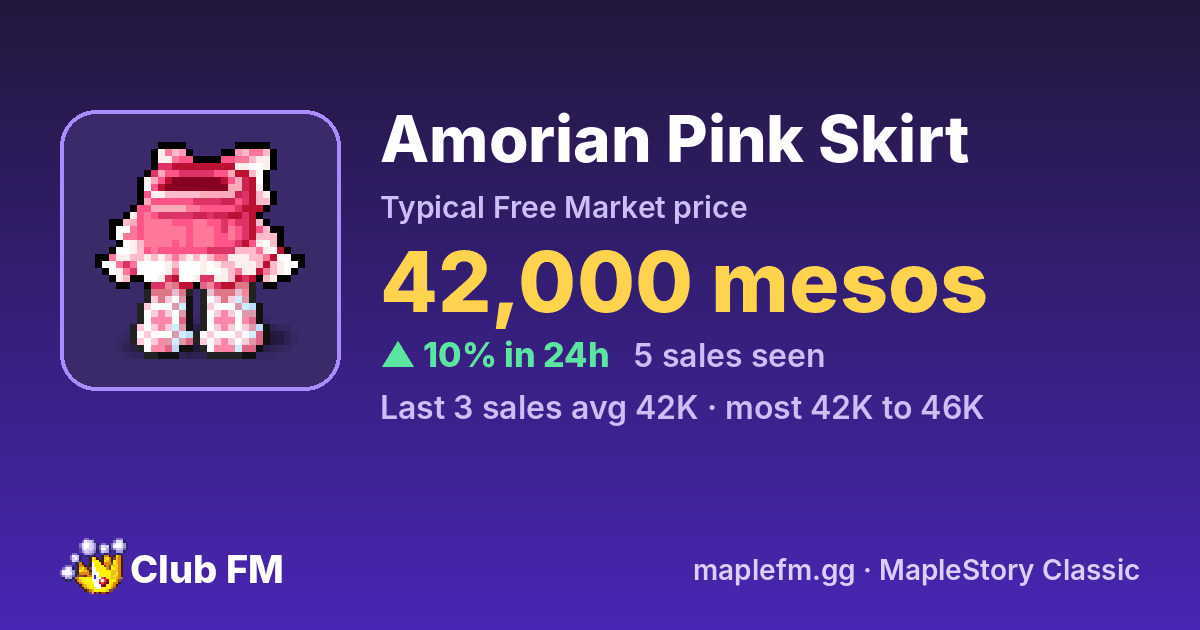 Amorian Pink Skirt
Typical Free Market price
42,000 mesos
▲ 10% in 24h 5 sales seen
Last 3 sales avg 42K · most 42K to 46K
Club FM
maplefm.gg · MapleStory Classic